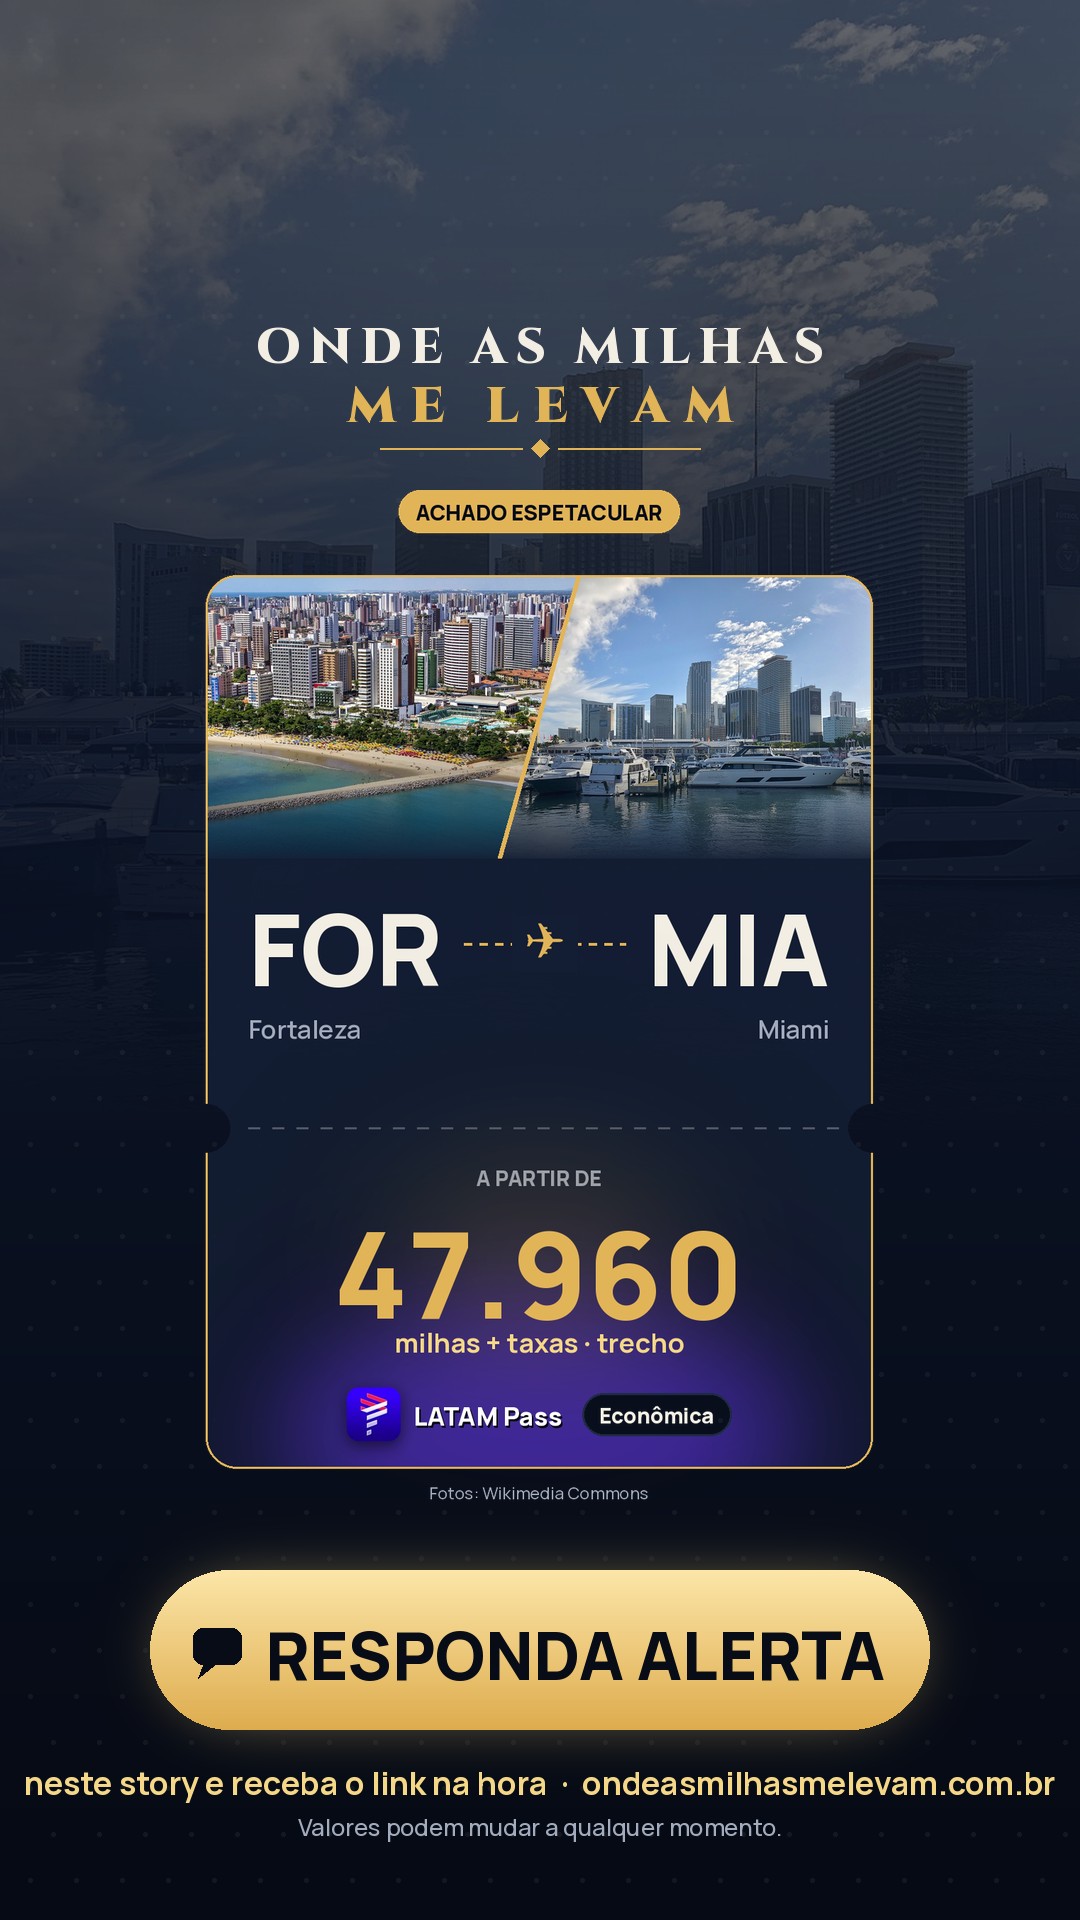 ONDE AS MILHAS
ME LEVAM
ACHADO ESPETACULAR
FOR MIA
Fortaleza Miami
A PARTIR DE
47.960
milhas + taxas · trecho
LATAM Pass Econômica
Fotos: Wikimedia Commons
RESPONDA ALERTA
neste story e receba o link na hora · ondeasmilhasmelevam.com.br
Valores podem mudar a qualquer momento.